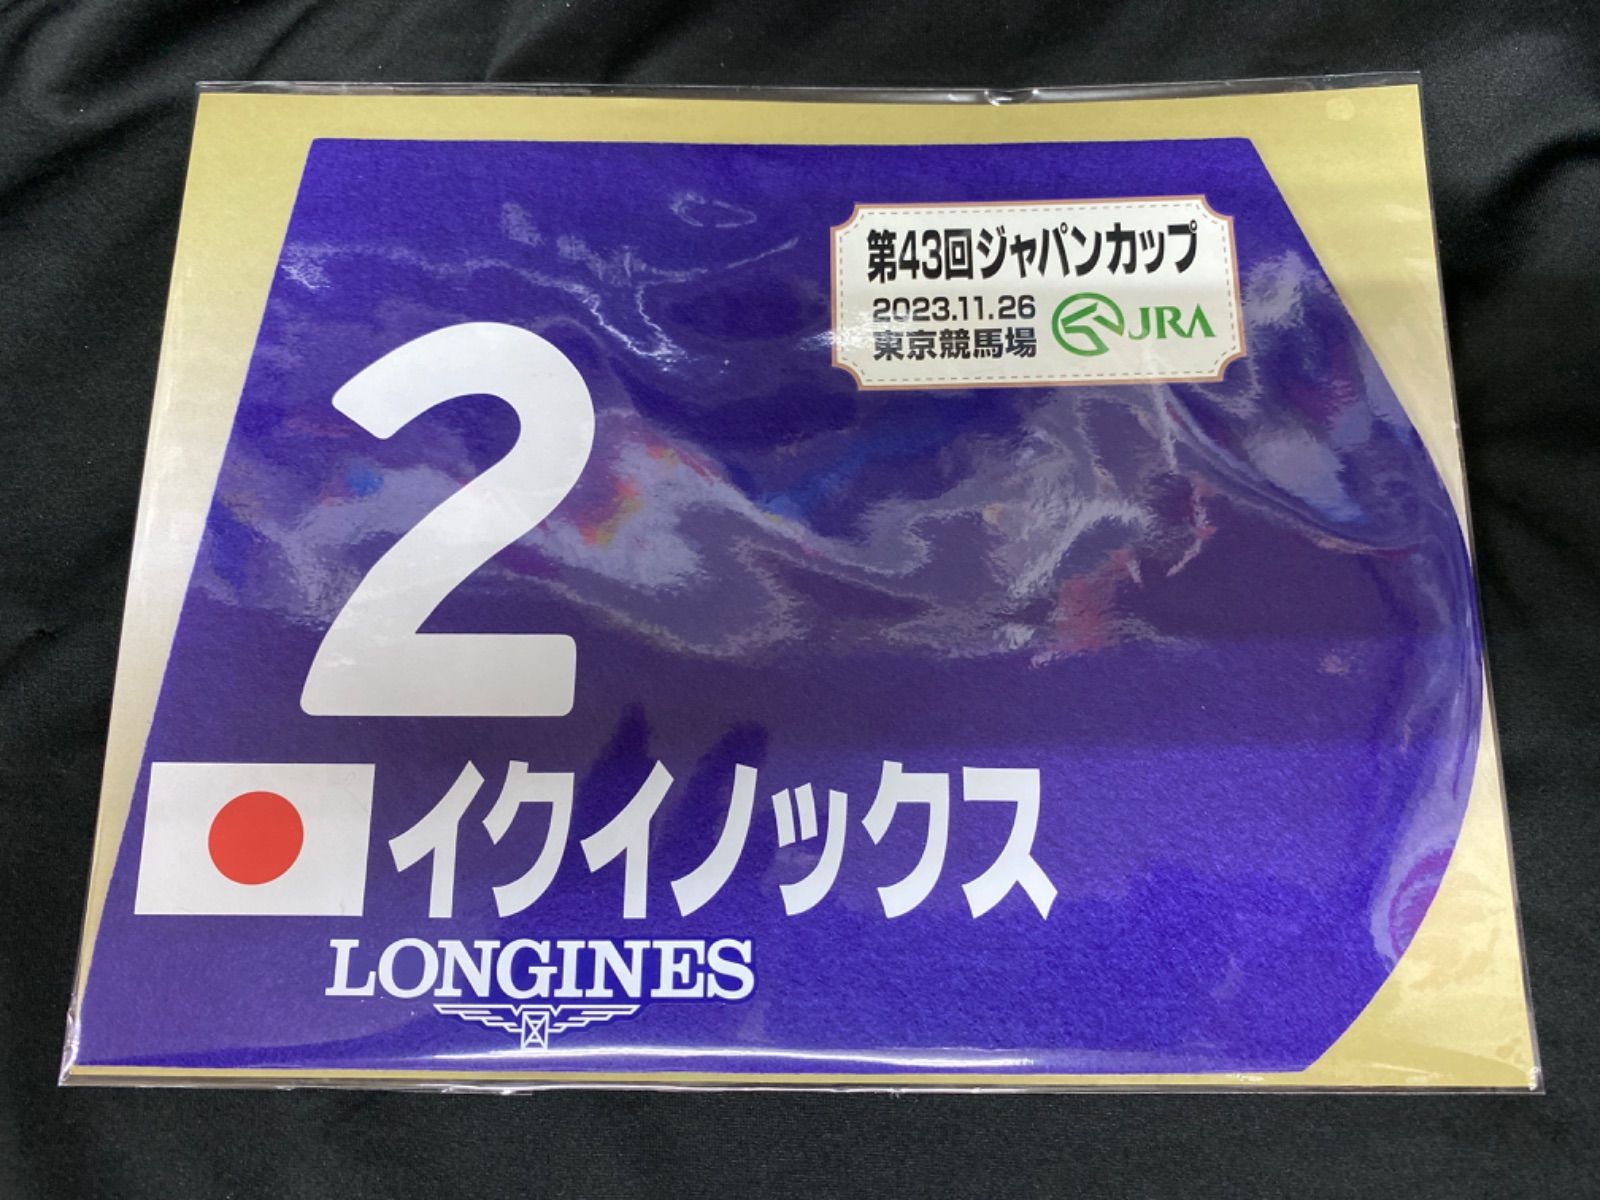 第43回ジャパンカップ
2023.11.26
東京競馬場
JRA
2
イクイノックス
LONGINES